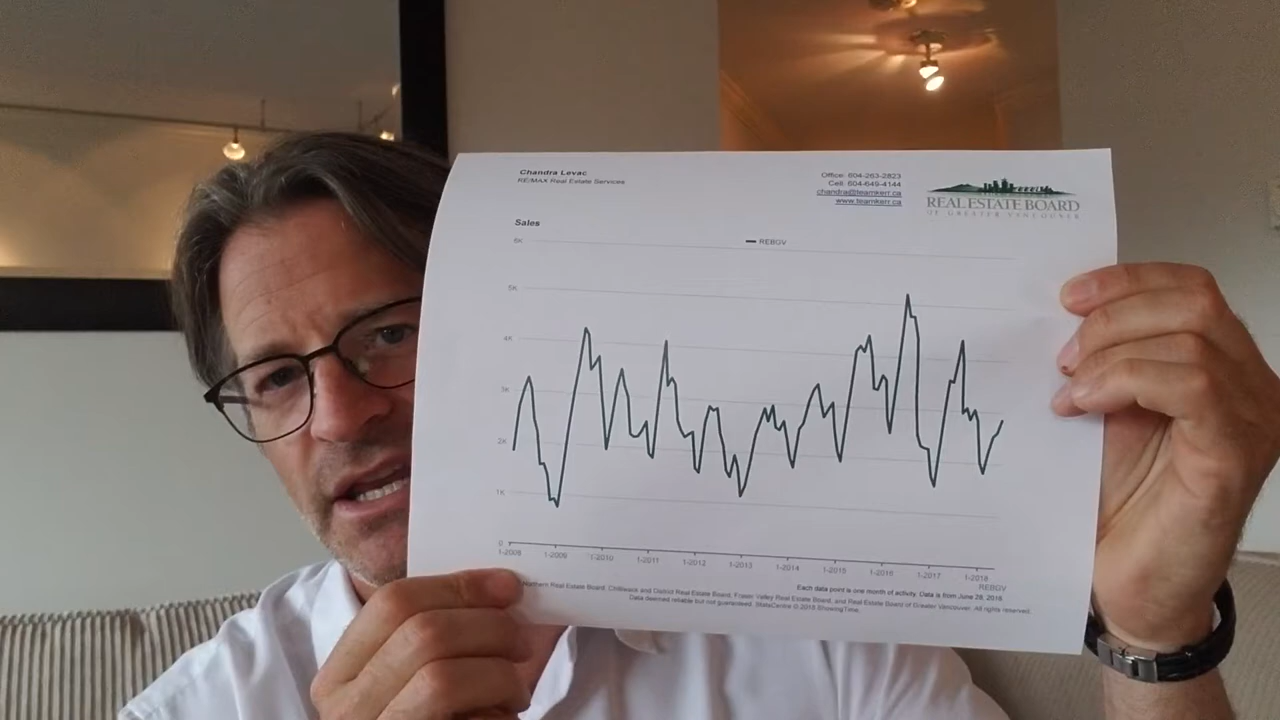 Chandra Levac
RE/MAX Real Estate Services
Office: 604-263-2823
Cell: 604-649-4144
chandra@teamkerr.ca
www.teamkerr.ca
REAL ESTATE BOARD
OF GREATER VANCOUVER
Sales
REBGV
6K
5K
4K
3K
2K
1K
0
1-2008 1-2009 1-2010 1-2011 1-2012 1-2013 1-2014 1-2015 1-2016 1-2017 1-2018
REBGV
Each data point is one month of activity. Data is from June 28, 2018.
Northern Real Estate Board, Chilliwack and District Real Estate Board, Fraser Valley Real Estate Board, and Real Estate Board of Greater Vancouver. All rights reserved.
Data deemed reliable but not guaranteed. StatsCentre © 2018 ShowingTime.